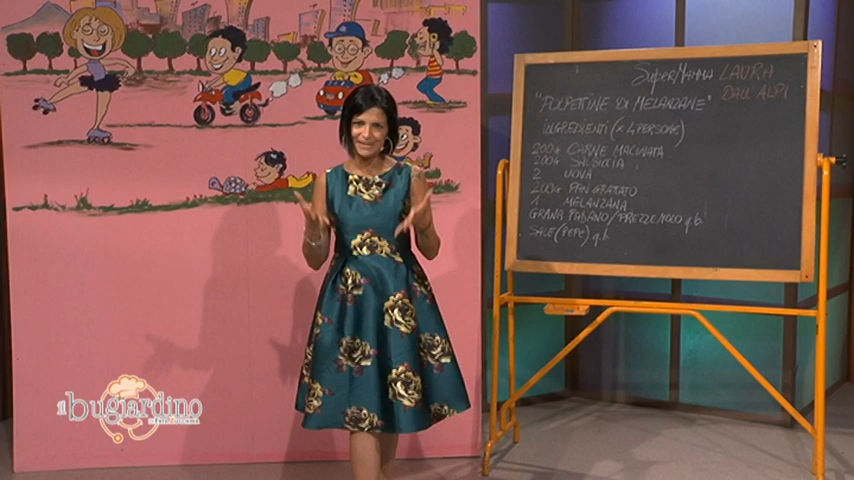 SUPERMAMMA LAURA
DALL'ALPI
"POLPETTINE DI MELANZANE"
INGREDIENTI (x 4 PERSONE)
200g CARNE MACINATA
200g SALSICCIA
2 UOVA
200g PAN GRATATO
1 MELANZANA
GRANA PADANO/PREZZEMOLO q.b.
SALE (PEPE) q.b.
il bugiardino